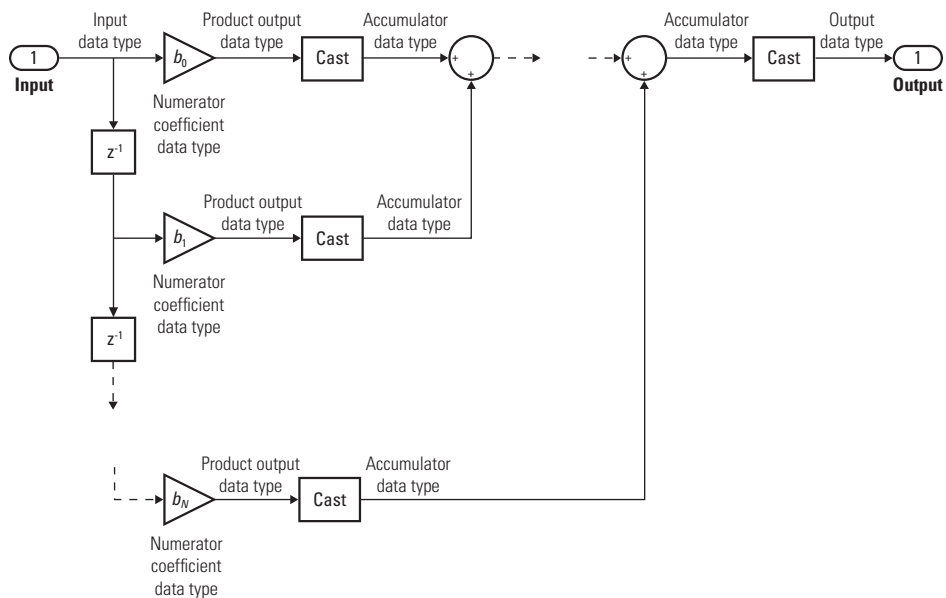 Input
data type
Product output
data type
Accumulator
data type
Accumulator
data type
Output
data type
1
b0
Cast
+
+
+
+
Cast
1
Input
Output
Numerator
coefficient
data type
z-1
Product output
data type
Accumulator
data type
b1
Cast
Numerator
coefficient
data type
z-1
Product output
data type
Accumulator
data type
bN
Cast
Numerator
coefficient
data type